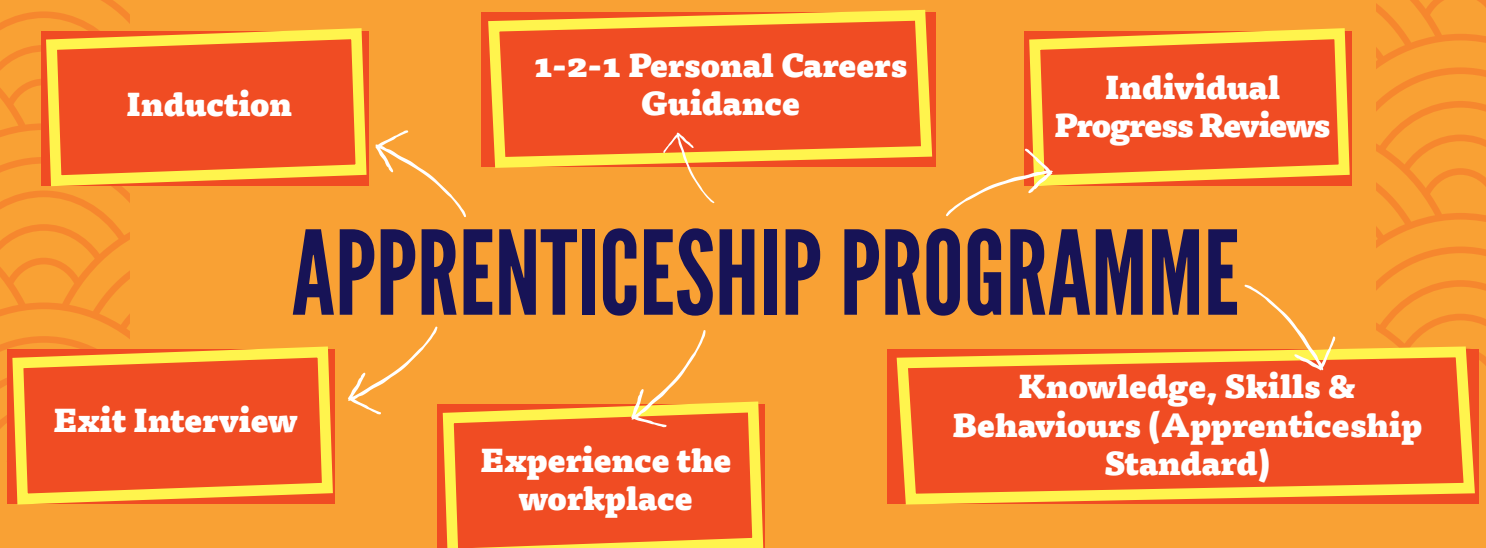 Induction
1-2-1 Personal Careers
Guidance
Individual
Progress Reviews
APPRENTICESHIP PROGRAMME
Exit Interview
Experience the
workplace
Knowledge, Skills &
Behaviours (Apprenticeship
Standard)